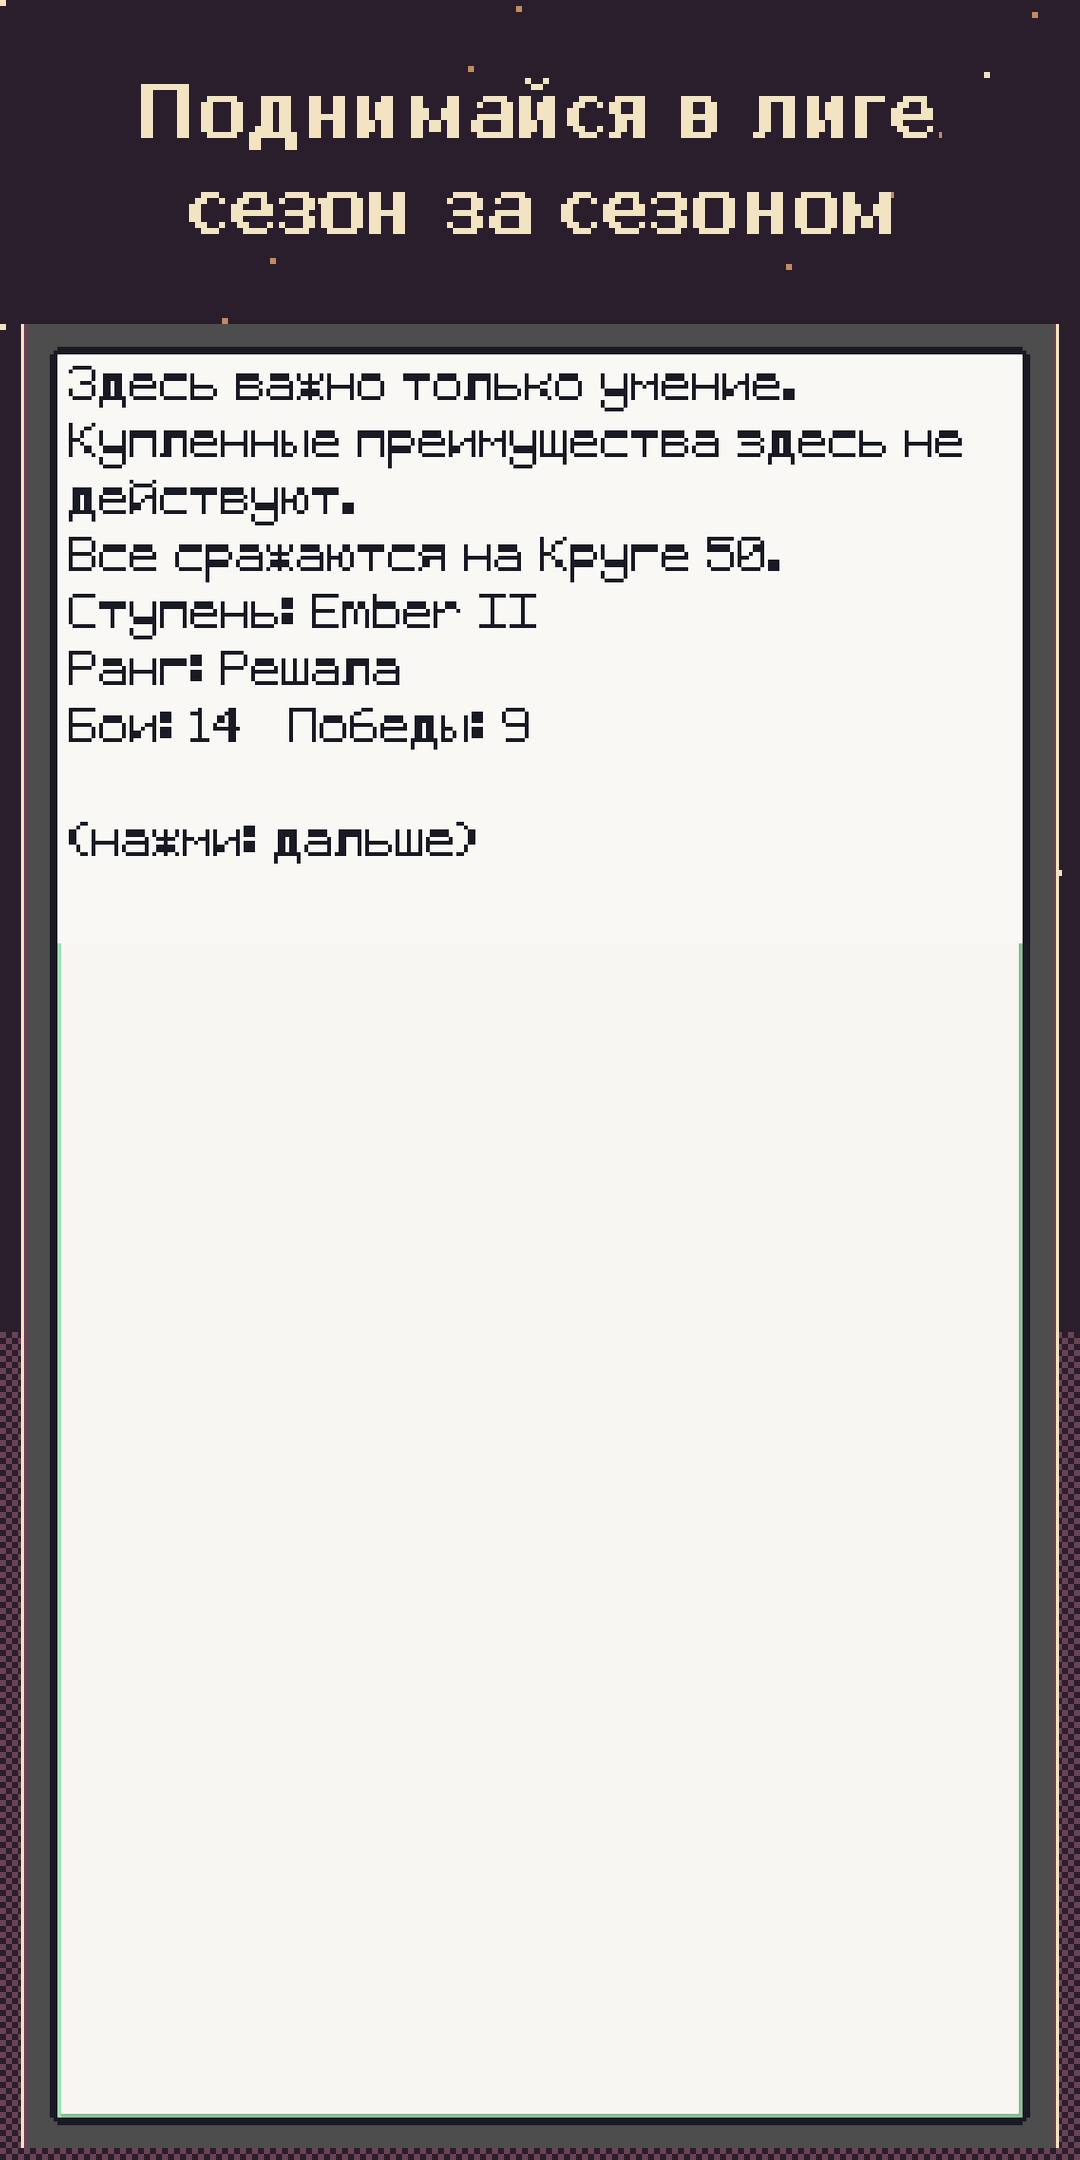 Поднимайся в лиге
сезон за сезоном
Здесь важно только умение.
Купленные преимущества здесь не
действуют.
Все сражаются на Круге 50.
Ступень: Ember II
Ранг: Решала
Бои: 14 Победы: 9
(нажми: дальше)